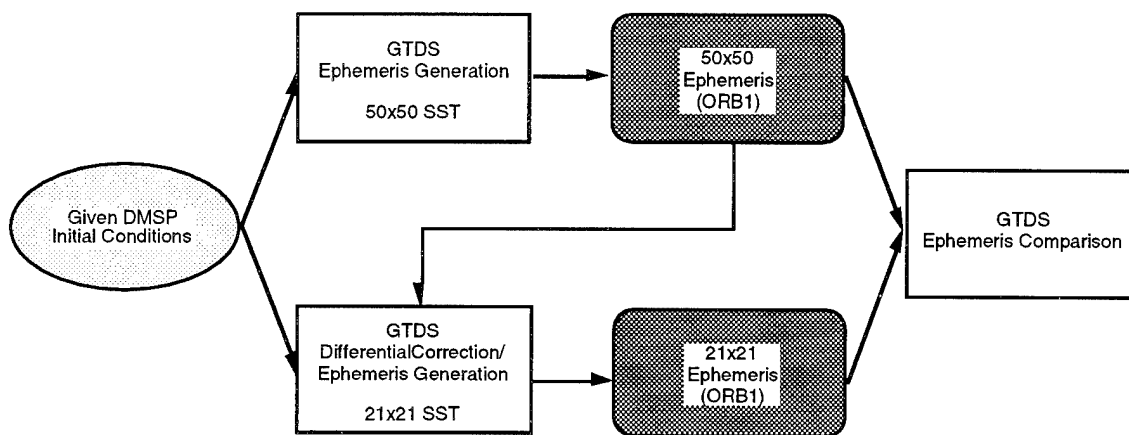 GTDS
Ephemeris Generation
50x50 SST
50x50
Ephemeris
(ORB1)
Given DMSP
Initial Conditions
GTDS
Ephemeris Comparison
GTDS
DifferentialCorrection/
Ephemeris Generation
21x21 SST
21x21
Ephemeris
(ORB1)